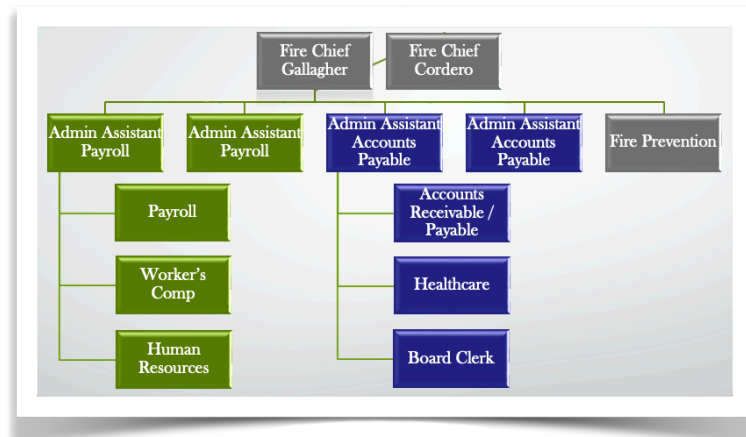 Fire Chief
Gallagher
Fire Chief
Cordero
Admin Assistant
Payroll
Admin Assistant
Payroll
Admin Assistant
Accounts
Payable
Admin Assistant
Accounts
Payable
Fire Prevention
Payroll
Worker's
Comp
Human
Resources
Accounts
Receivable /
Payable
Healthcare
Board Clerk